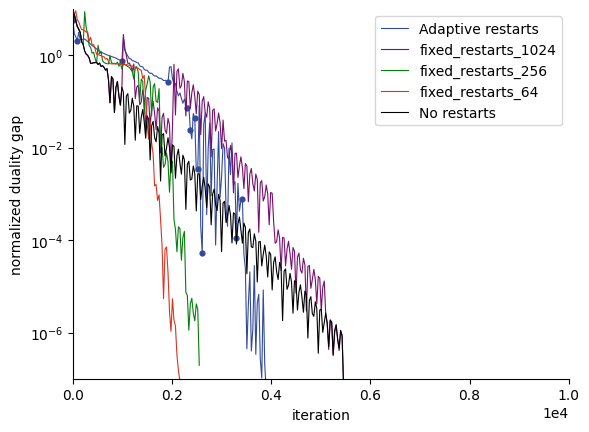 Adaptive restarts
fixed_restarts_1024
fixed_restarts_256
fixed_restarts_64
No restarts
normalized duality gap
10^0
10^−2
10^−4
10^−6
0.0 0.2 0.4 0.6 0.8 1.0
iteration
1e4